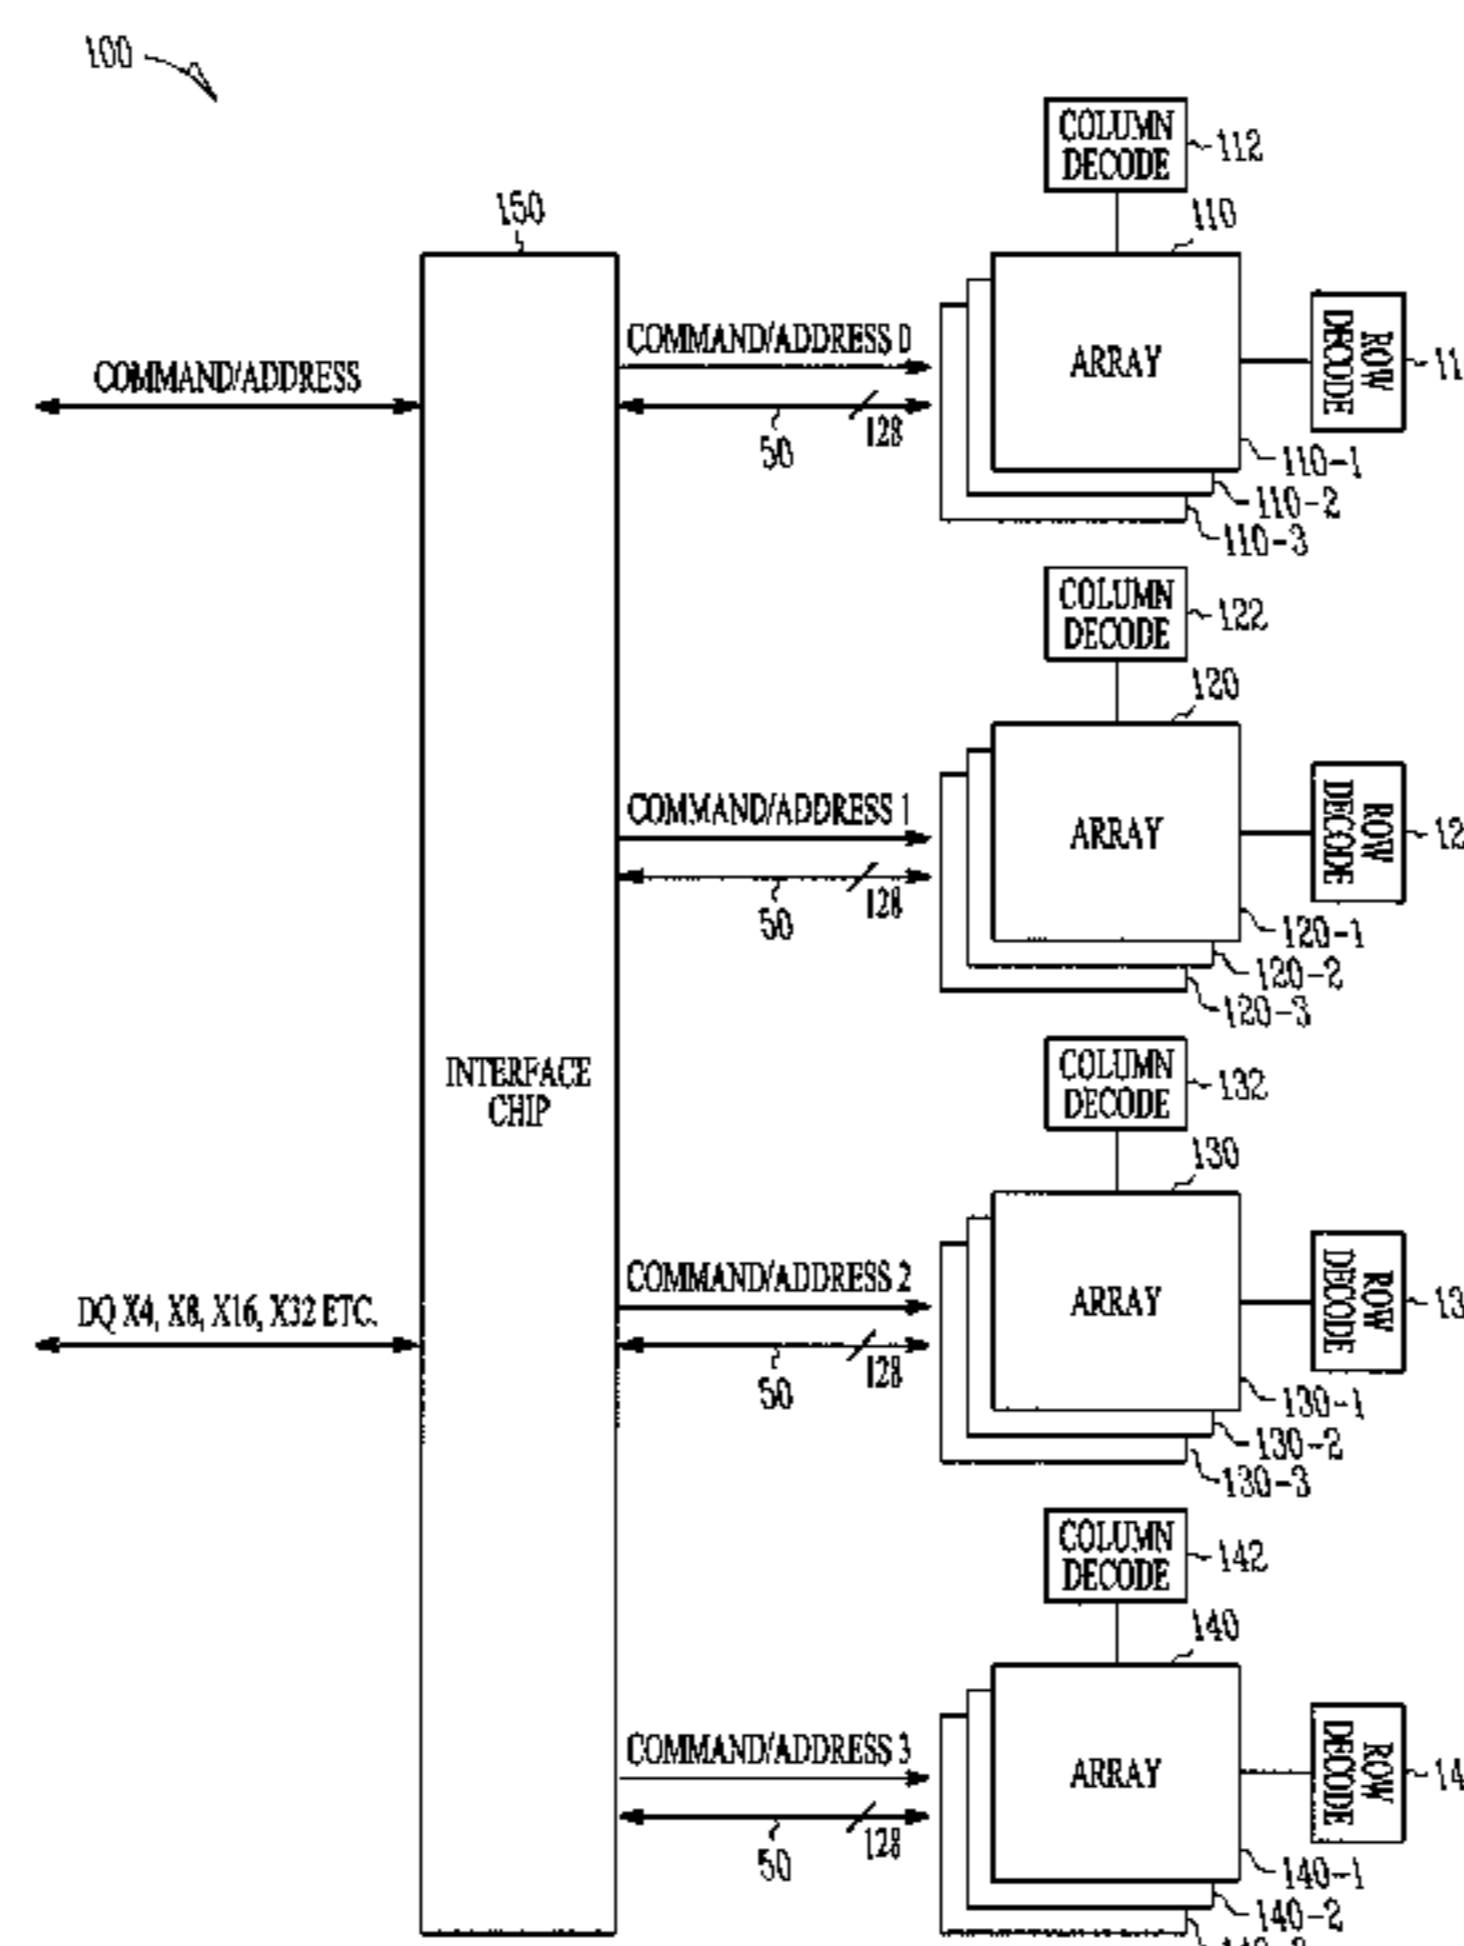 100
COLUMN
DECODE
112
150
110
COMMAND/ADDRESS 0
ARRAY
ROW
DECODE
11
COMMAND/ADDRESS
50
128
110-1
110-2
110-3
COLUMN
DECODE
122
120
COMMAND/ADDRESS 1
ARRAY
ROW
DECODE
12
50
128
120-1
120-2
120-3
INTERFACE
CHIP
COLUMN
DECODE
132
130
COMMAND/ADDRESS 2
ARRAY
ROW
DECODE
13
DQ X4, X8, X16, X32 ETC.
50
128
130-1
130-2
130-3
COLUMN
DECODE
142
140
COMMAND/ADDRESS 3
ARRAY
ROW
DECODE
14
50
128
140-1
140-2